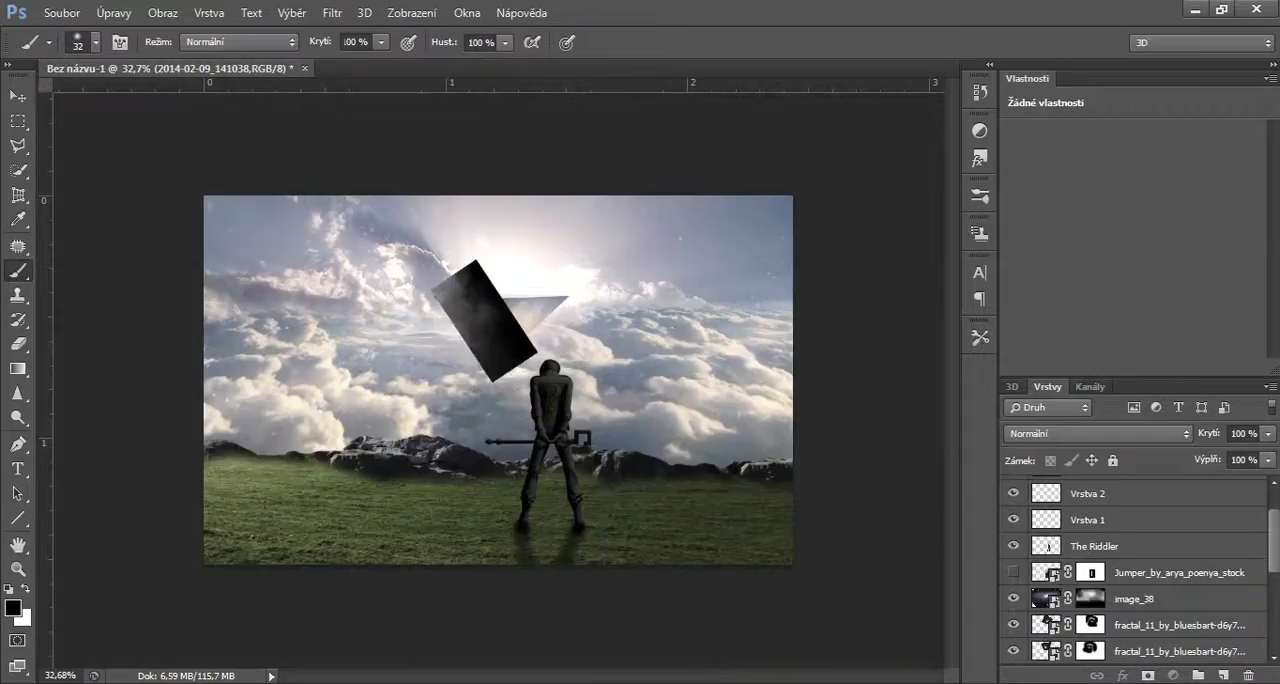 Ps Soubor Úpravy Obraz Vrstva Text Výběr Filtr 3D Zobrazení Okna Nápověda
32 Režim: Normální Krytí: 100 % Hust.: 100 % 3D
Bez názvu-1 @ 32,7% (2014-02-09_141038,RGB/8) * ×
0 1 2 3
0
1
Vlastnosti
Žádné vlastnosti
3D Vrstvy Kanály
Druh
Normální Krytí: 100 %
Zámek: Výplň: 100 %
Vrstva 2
Vrstva 1
The Riddler
Jumper_by_arya_poenya_stock
image_38
fractal_11_by_bluesbart-d6y7...
fractal_11_by_bluesbart-d6y7...
32,68% Dok: 6,59 MB/115,7 MB